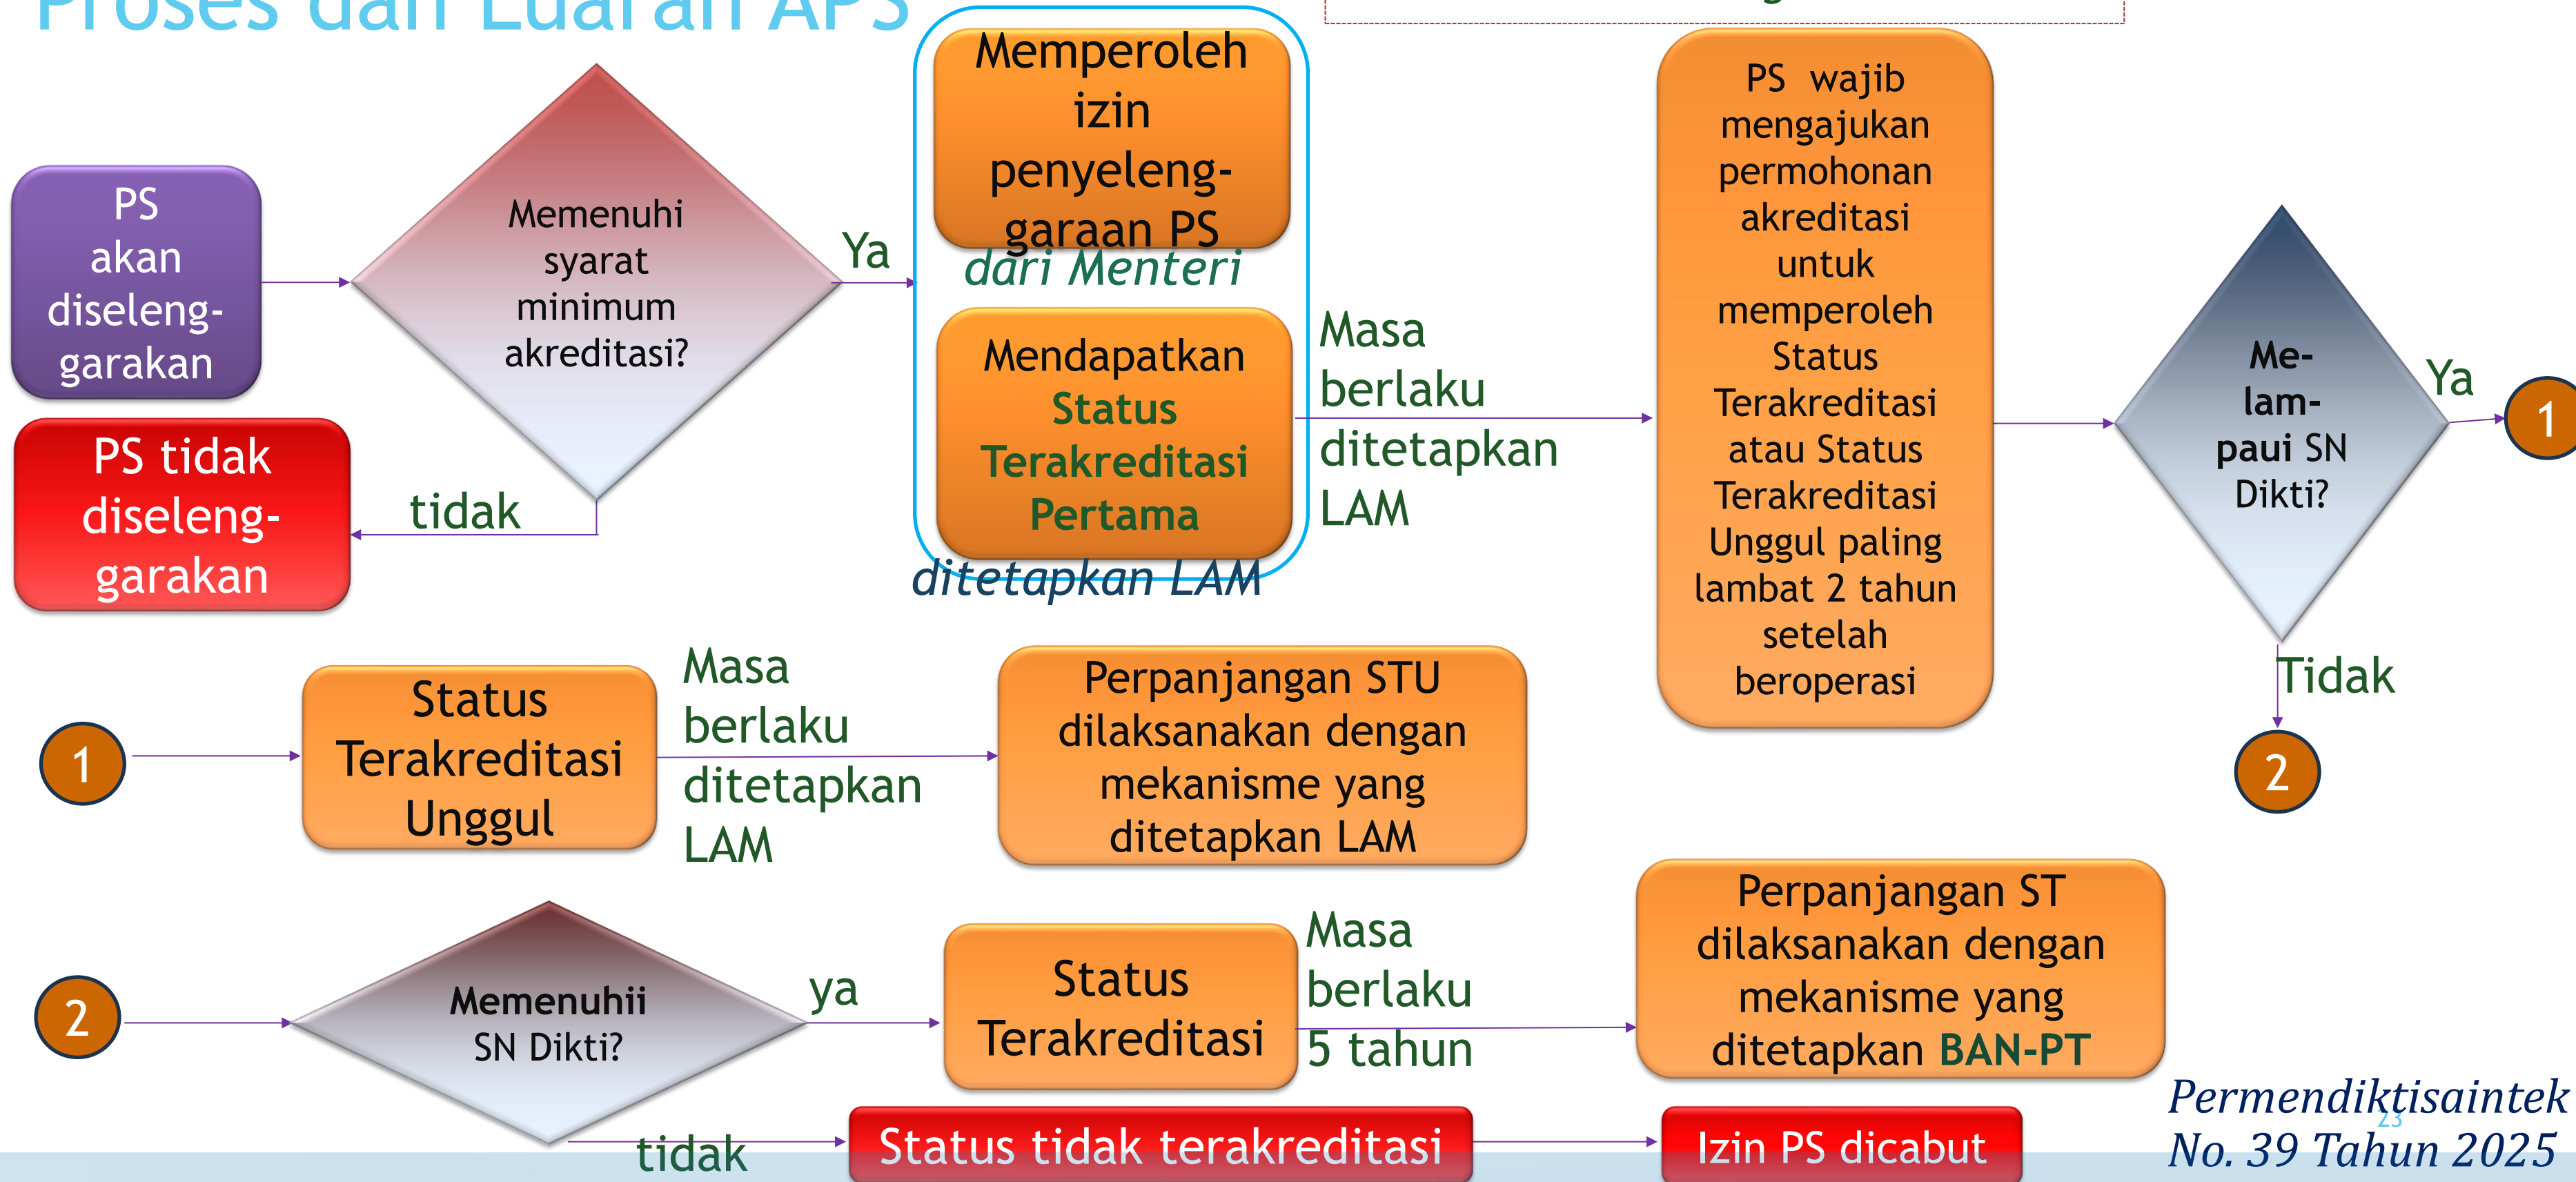 Proses dan Luaran APS
PS
akan
diseleng-
garakan
Memenuhi
syarat
minimum
akreditasi?
Ya
tidak
PS tidak
diseleng-
garakan
Memperoleh
izin
penyeleng-
garaan PS
dari Menteri
Mendapatkan
Status
Terakreditasi
Pertama
ditetapkan LAM
Masa
berlaku
ditetapkan
LAM
PS wajib
mengajukan
permohonan
akreditasi
untuk
memperoleh
Status
Terakreditasi
atau Status
Terakreditasi
Unggul paling
lambat 2 tahun
setelah
beroperasi
Me-
lam-
paui SN
Dikti?
Ya
1
Tidak
2
1
Status
Terakreditasi
Unggul
Masa
berlaku
ditetapkan
LAM
Perpanjangan STU
dilaksanakan dengan
mekanisme yang
ditetapkan LAM
2
Memenuhii
SN Dikti?
ya
Status
Terakreditasi
Masa
berlaku
5 tahun
Perpanjangan ST
dilaksanakan dengan
mekanisme yang
ditetapkan BAN-PT
tidak
Status tidak terakreditasi
Izin PS dicabut
Permendiktisaintek
23
No. 39 Tahun 2025